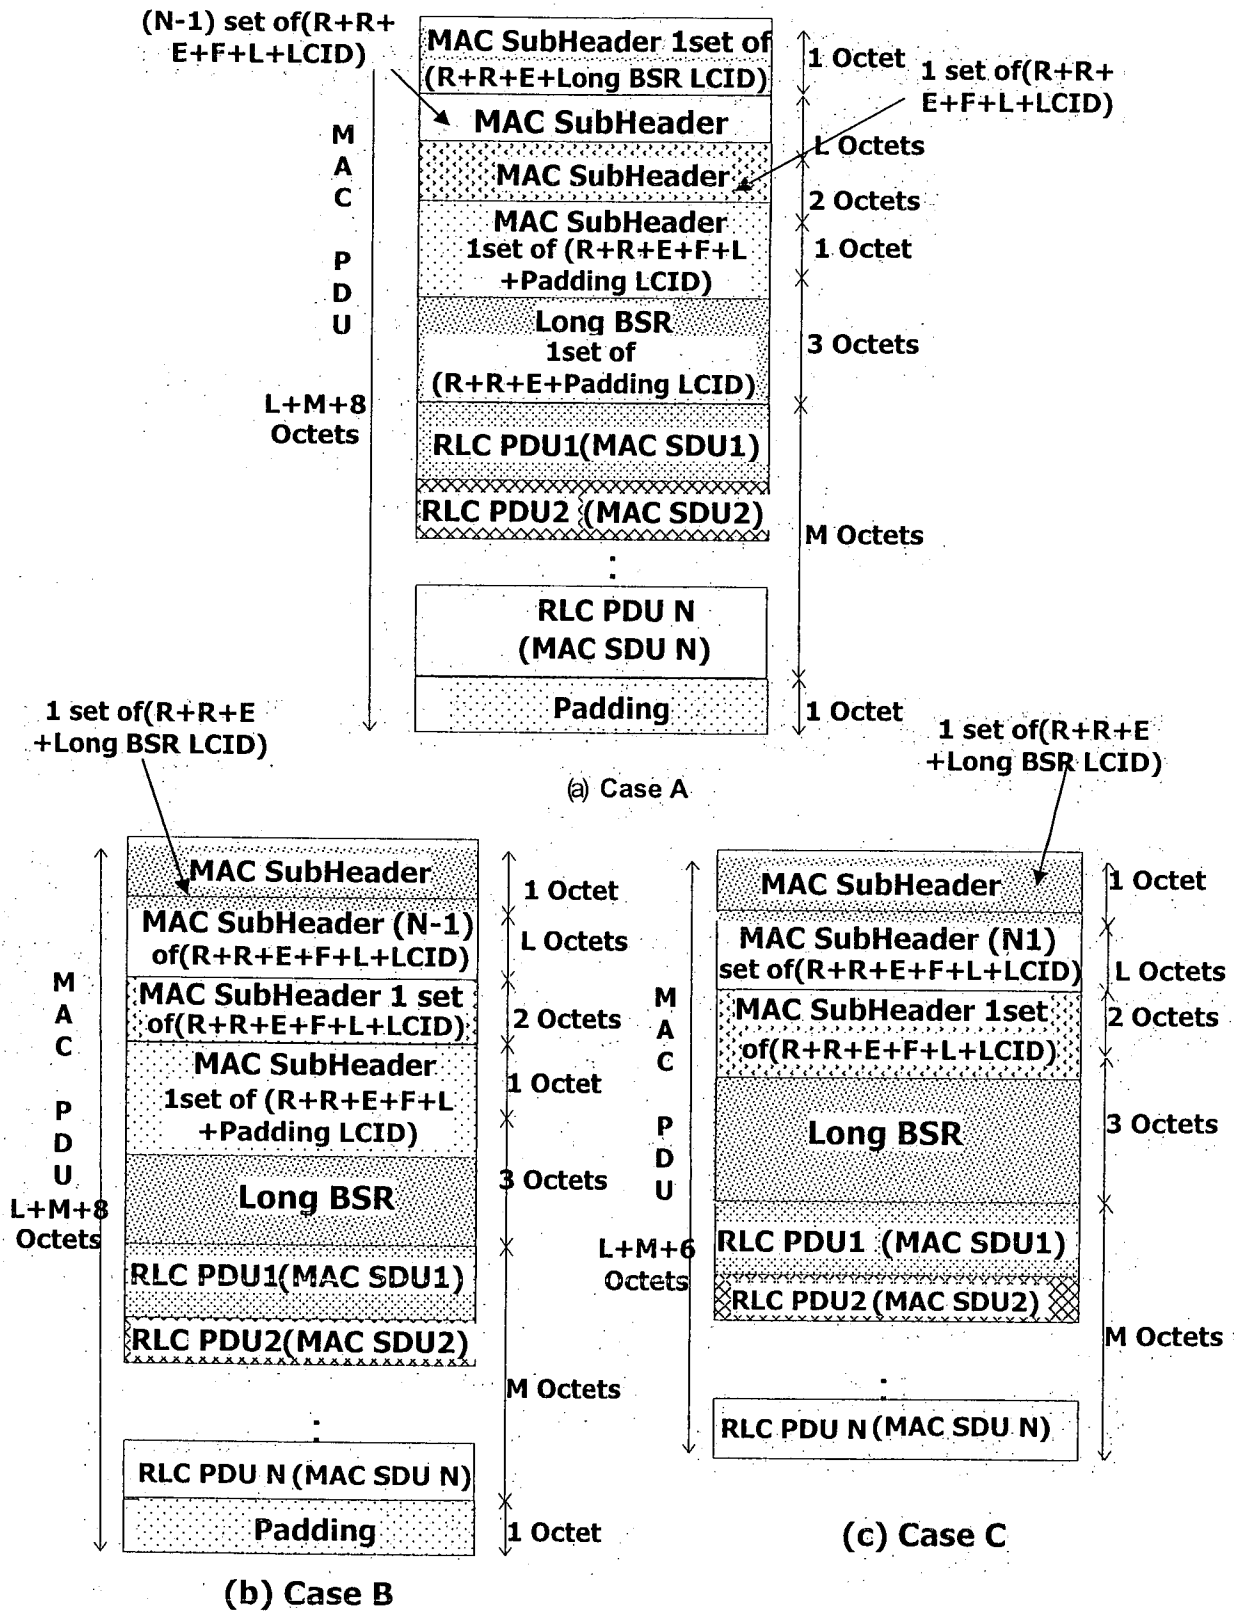 (N-1) set of(R+R+
E+F+L+LCID)
MAC SubHeader 1set of
(R+R+E+Long BSR LCID)
1 Octet
1 set of(R+R+
E+F+L+LCID)
MAC SubHeader
L Octets
MAC SubHeader
2 Octets
MAC SubHeader
1set of (R+R+E+F+L
+Padding LCID)
1 Octet
Long BSR
1set of
(R+R+E+Padding LCID)
3 Octets
M
A
C
P
D
U
L+M+8
Octets
RLC PDU1(MAC SDU1)
RLC PDU2 (MAC SDU2)
M Octets
:
RLC PDU N
(MAC SDU N)
Padding
1 Octet
(a) Case A
1 set of(R+R+E
+Long BSR LCID)
MAC SubHeader
1 Octet
MAC SubHeader (N-1)
of(R+R+E+F+L+LCID)
L Octets
MAC SubHeader 1 set
of(R+R+E+F+L+LCID)
2 Octets
MAC SubHeader
1set of (R+R+E+F+L
+Padding LCID)
1 Octet
Long BSR
3 Octets
M
A
C
P
D
U
L+M+8
Octets
RLC PDU1(MAC SDU1)
RLC PDU2(MAC SDU2)
M Octets
:
RLC PDU N (MAC SDU N)
Padding
1 Octet
(b) Case B
1 set of(R+R+E
+Long BSR LCID)
MAC SubHeader
1 Octet
MAC SubHeader (N1)
set of(R+R+E+F+L+LCID)
L Octets
MAC SubHeader 1set
of(R+R+E+F+L+LCID)
2 Octets
Long BSR
3 Octets
M
A
C
P
D
U
L+M+6
Octets
RLC PDU1 (MAC SDU1)
RLC PDU2 (MAC SDU2)
M Octets
:
RLC PDU N (MAC SDU N)
(c) Case C